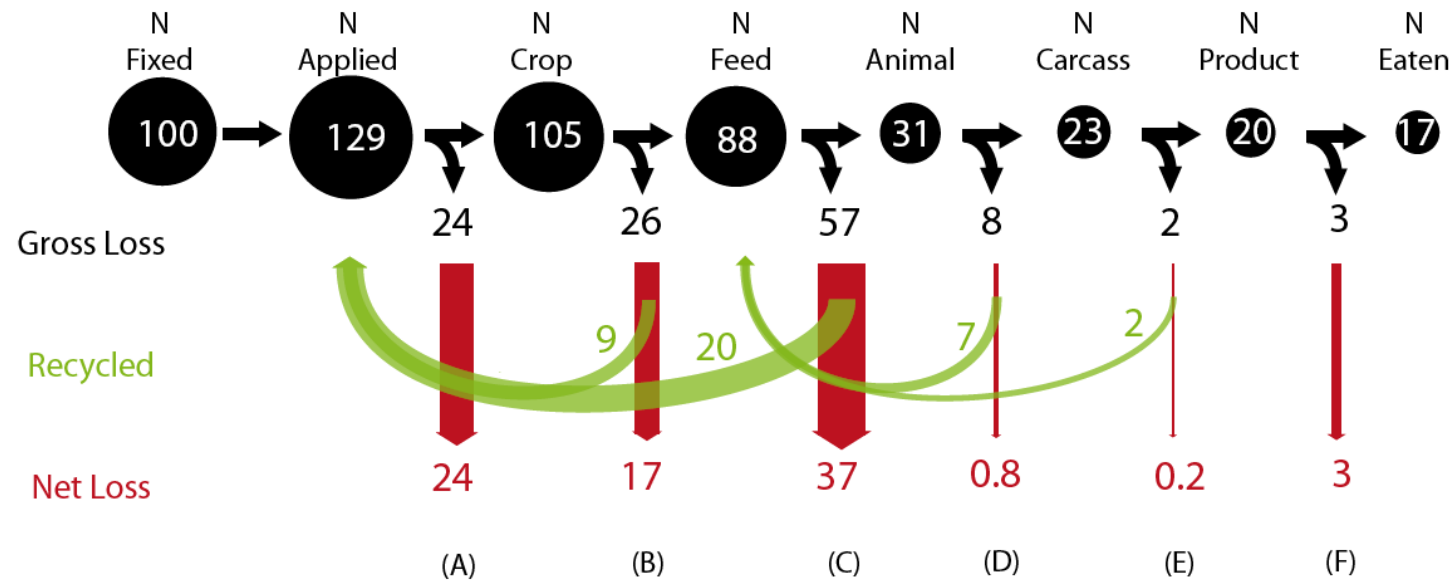 N N N N N N N N
Fixed Applied Crop Feed Animal Carcass Product Eaten
100 129 105 88 31 23 20 17
Gross Loss 24 26 57 8 2 3
Recycled 9 20 7 2
Net Loss 24 17 37 0.8 0.2 3
(A) (B) (C) (D) (E) (F)